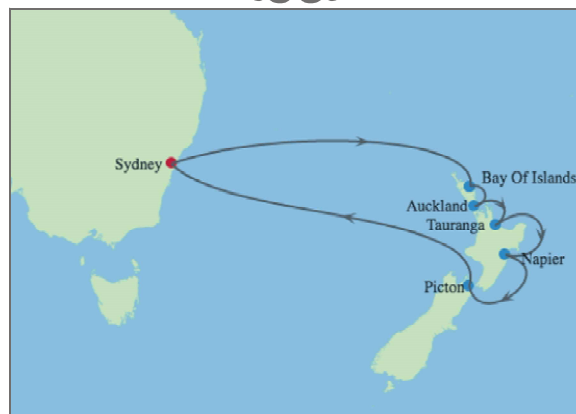 Sydney
Bay Of Islands
Auckland
Tauranga
Napier
Picton